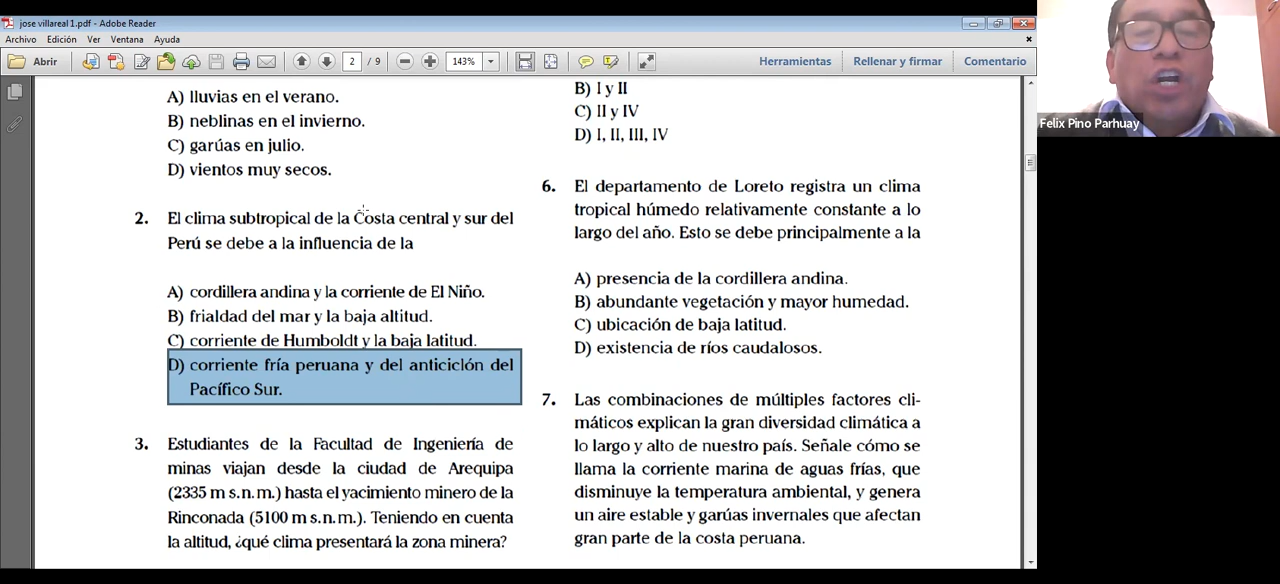 jose villareal 1.pdf - Adobe Reader
Archivo Edición Ver Ventana Ayuda
Abrir 2 / 9 143% Herramientas Rellenar y firmar Comentario
Felix Pino Parhuay
A) lluvias en el verano.
B) neblinas en el invierno.
C) garúas en julio.
D) vientos muy secos.
2. El clima subtropical de la Costa central y sur del
Perú se debe a la influencia de la
A) cordillera andina y la corriente de El Niño.
B) frialdad del mar y la baja altitud.
C) corriente de Humboldt y la baja latitud.
D) corriente fría peruana y del anticiclón del
Pacífico Sur.
3. Estudiantes de la Facultad de Ingeniería de
minas viajan desde la ciudad de Arequipa
(2335 m s.n.m.) hasta el yacimiento minero de la
Rinconada (5100 m s.n.m.). Teniendo en cuenta
la altitud, ¿qué clima presentará la zona minera?
B) I y II
C) II y IV
D) I, II, III, IV
6. El departamento de Loreto registra un clima
tropical húmedo relativamente constante a lo
largo del año. Esto se debe principalmente a la
A) presencia de la cordillera andina.
B) abundante vegetación y mayor humedad.
C) ubicación de baja latitud.
D) existencia de ríos caudalosos.
7. Las combinaciones de múltiples factores cli-
máticos explican la gran diversidad climática a
lo largo y alto de nuestro país. Señale cómo se
llama la corriente marina de aguas frías, que
disminuye la temperatura ambiental, y genera
un aire estable y garúas invernales que afectan
gran parte de la costa peruana.